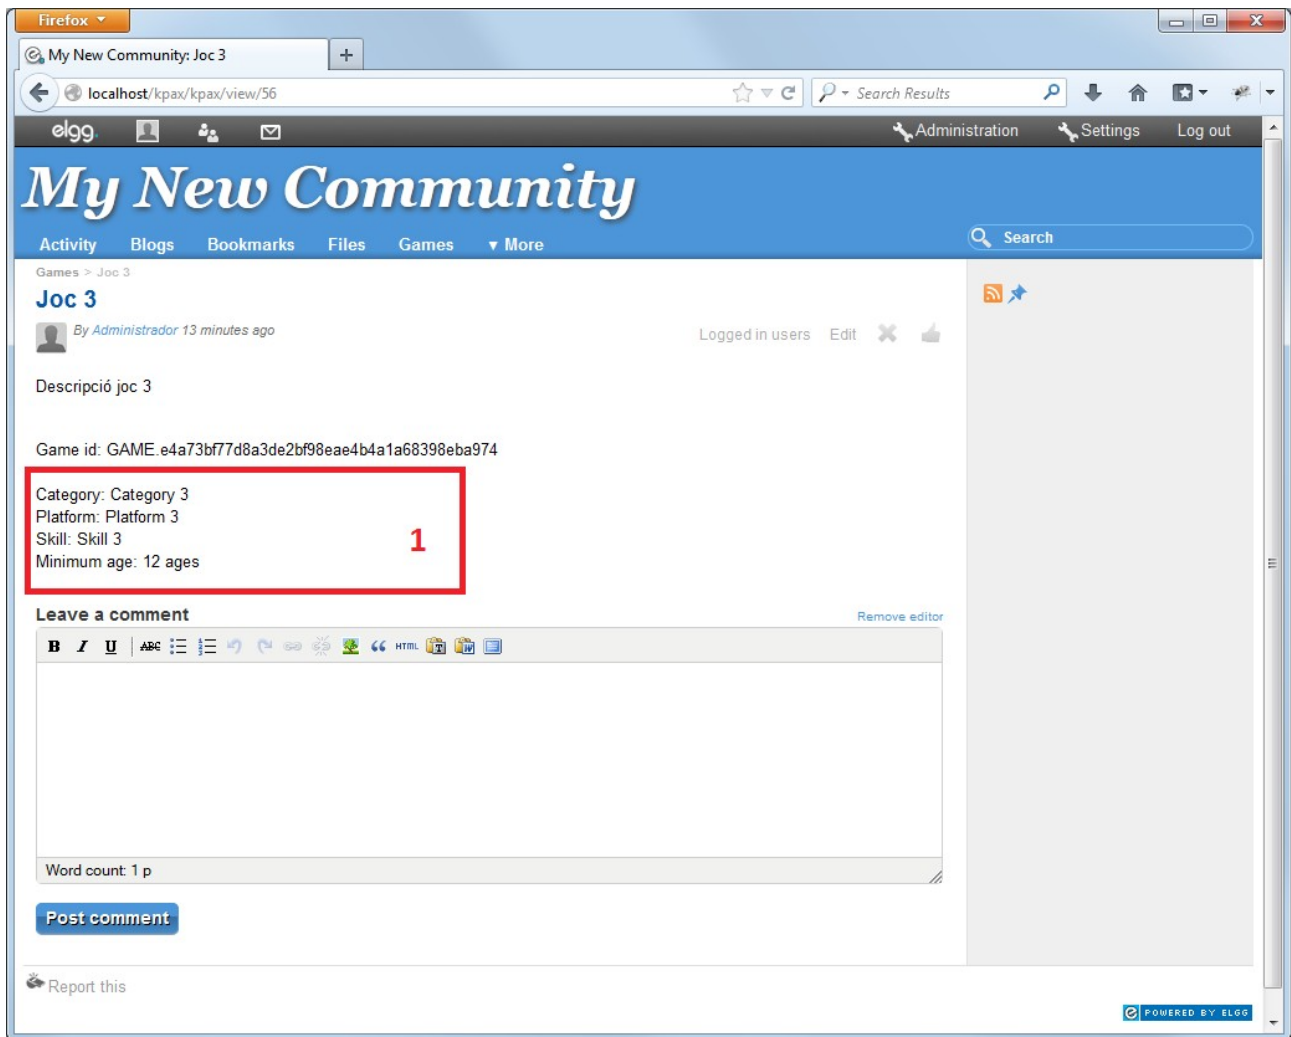 Firefox
My New Community: Joc 3
localhost/kpax/kpax/view/56
Search Results
elgg.
Administration
Settings
Log out
My New Community
Activity Blogs Bookmarks Files Games ▼ More
Search
Games > Joc 3
Joc 3
By Administrador 13 minutes ago
Logged in users Edit
Descripció joc 3
Game id: GAME.e4a73bf77d8a3de2bf98eae4b4a1a68398eba974
Category: Category 3
Platform: Platform 3
Skill: Skill 3
Minimum age: 12 ages
1
Leave a comment
Remove editor
B I U ABC HTML
Word count: 1 p
Post comment
Report this
POWERED BY ELGG